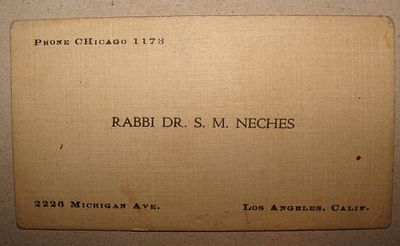 PHONE CHICAGO 1173
RABBI DR. S. M. NECHES
2226 MICHIGAN AVE.
LOS ANGELES, CALIF.